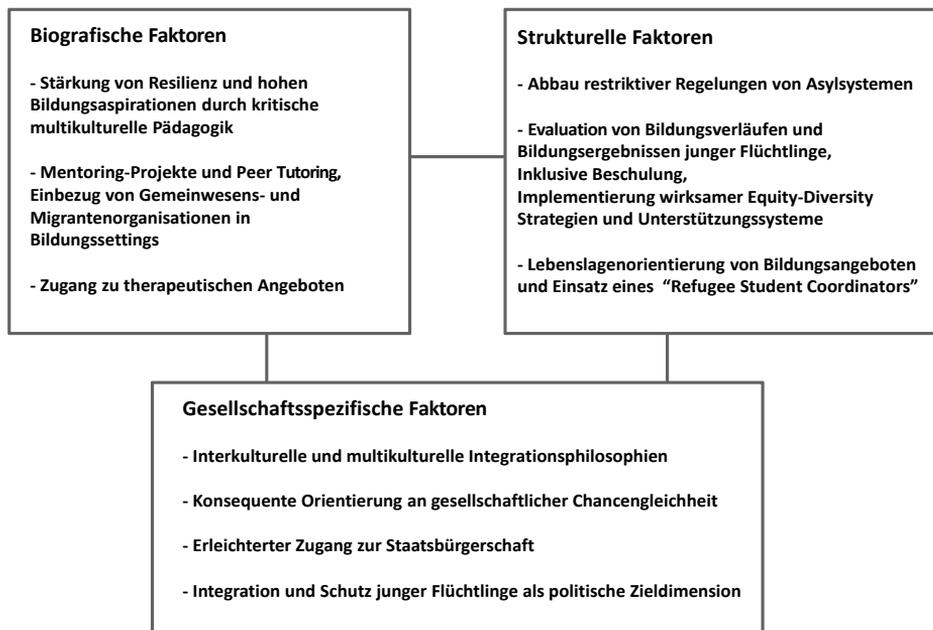 Biografische Faktoren
- Stärkung von Resilienz und hohen
Bildungsaspirationen durch kritische
multikulturelle Pädagogik
- Mentoring-Projekte und Peer Tutoring,
Einbezug von Gemeinwesens- und
Migrantenorganisationen in
Bildungssettings
- Zugang zu therapeutischen Angeboten
Strukturelle Faktoren
- Abbau restriktiver Regelungen von Asylsystemen
- Evaluation von Bildungsverläufen und
Bildungsergebnissen junger Flüchtlinge,
Inklusive Beschulung,
Implementierung wirksamer Equity-Diversity
Strategien und Unterstützungssysteme
- Lebenslagenorientierung von Bildungsangeboten
und Einsatz eines “Refugee Student Coordinators”
Gesellschaftsspezifische Faktoren
- Interkulturelle und multikulturelle Integrationsphilosophien
- Konsequente Orientierung an gesellschaftlicher Chancengleichheit
- Erleichterter Zugang zur Staatsbürgerschaft
- Integration und Schutz junger Flüchtlinge als politische Zieldimension